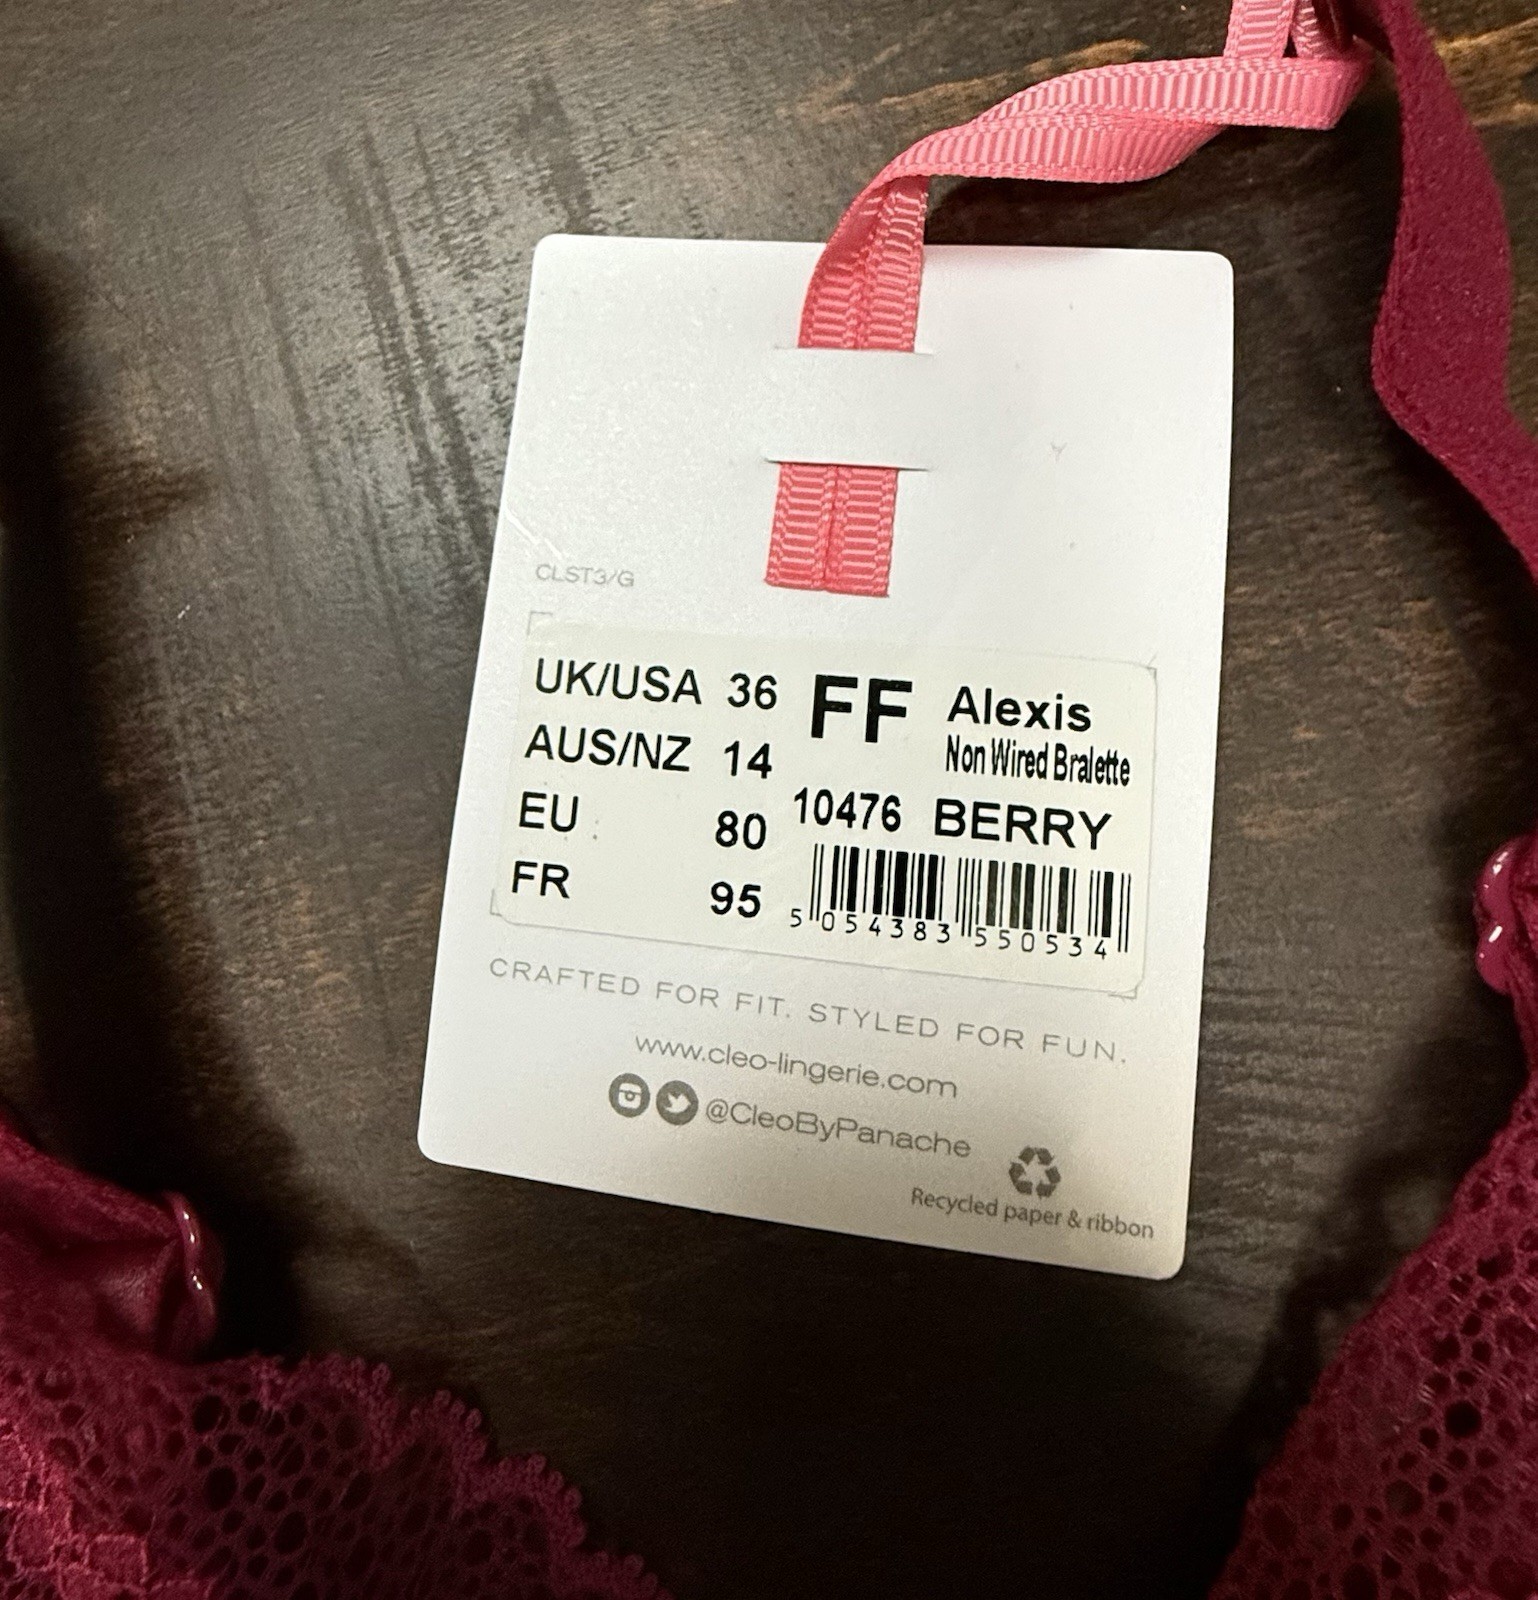 CLST3/G
UK/USA 36 FF Alexis
Non Wired Bralette
AUS/NZ 14
EU 80 10476 BERRY
FR 95
5 054383 550534
CRAFTED FOR FIT. STYLED FOR FUN.
www.cleo-lingerie.com
@CleoByPanache
Recycled paper & ribbon